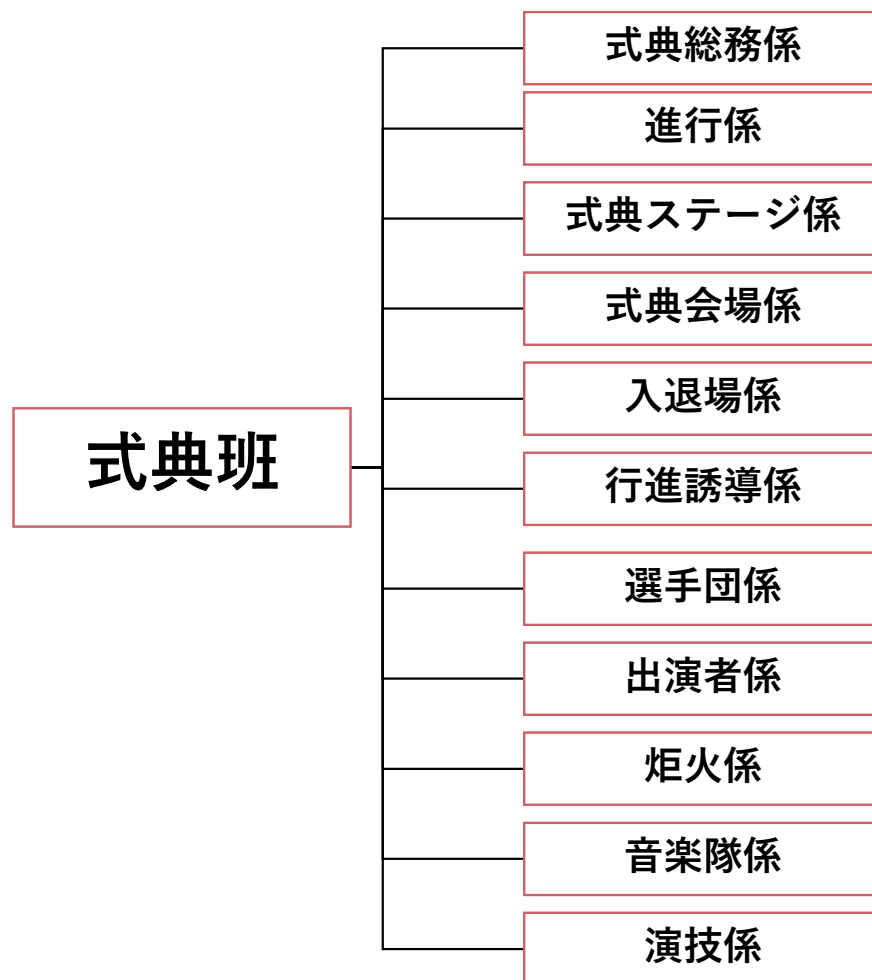 式典班
式典総務係
進行係
式典ステージ係
式典会場係
入退場係
行進誘導係
選手団係
出演者係
炬火係
音楽隊係
演技係